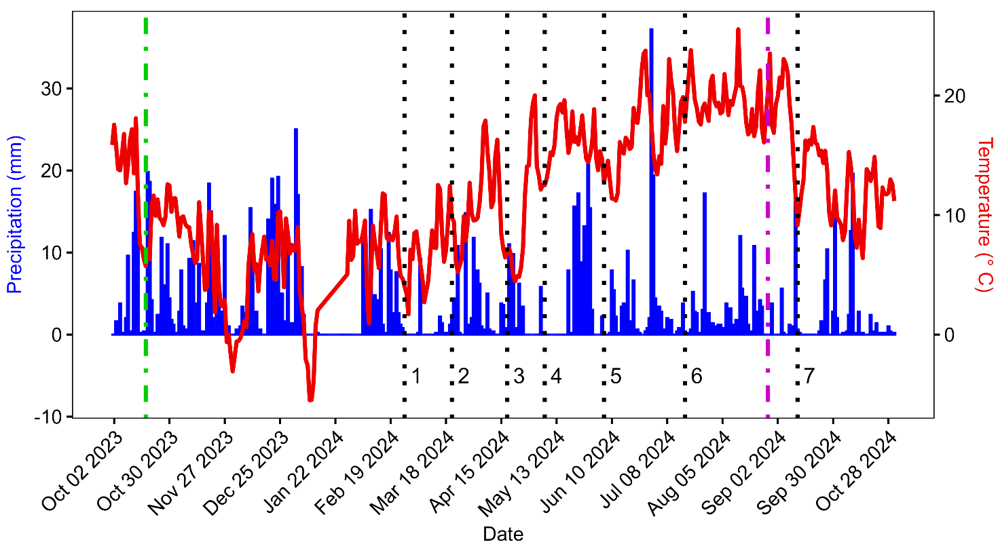 30
20
10
0
-10
Precipitation (mm)
20
10
0
Temperature (° C)
1
2
3
4
5
6
7
Oct 02 2023
Oct 30 2023
Nov 27 2023
Dec 25 2023
Jan 22 2024
Feb 19 2024
Mar 18 2024
Apr 15 2024
May 13 2024
Jun 10 2024
Jul 08 2024
Aug 05 2024
Sep 02 2024
Sep 30 2024
Oct 28 2024
Date